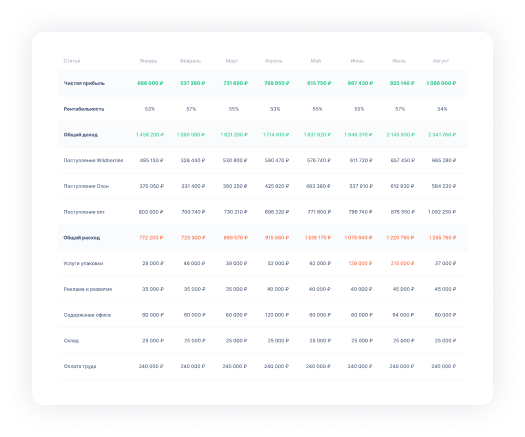 Статья Январь Февраль Март Апрель Май Июнь Июль Август
Чистая прибыль 686 000 ₽ 537 280 ₽ 731 690 ₽ 798 950 ₽ 815 750 ₽ 867 430 ₽ 925 140 ₽ 1 086 000 ₽
Рентабельность 53% 57% 55% 53% 55% 55% 57% 54%
Общий доход 1 458 200 ₽ 1 260 580 ₽ 1 621 260 ₽ 1 714 610 ₽ 1 831 920 ₽ 1 946 370 ₽ 2 145 930 ₽ 2 341 760 ₽
Поступление Wildberries 485 150 ₽ 328 440 ₽ 530 800 ₽ 590 470 ₽ 576 740 ₽ 611 720 ₽ 657 450 ₽ 665 280 ₽
Поступление Озон 370 050 ₽ 231 400 ₽ 360 250 ₽ 425 920 ₽ 483 380 ₽ 537 910 ₽ 612 930 ₽ 584 230 ₽
Поступление опт 603 000 ₽ 700 740 ₽ 730 210 ₽ 698 220 ₽ 771 800 ₽ 796 740 ₽ 875 550 ₽ 1 092 250 ₽
Общий расход 772 200 ₽ 723 300 ₽ 889 570 ₽ 915 660 ₽ 1 016 170 ₽ 1 078 940 ₽ 1 220 790 ₽ 1 255 760 ₽
Услуги упаковки 28 000 ₽ 46 000 ₽ 39 000 ₽ 53 000 ₽ 62 000 ₽ 139 000 ₽ 215 000 ₽ 37 000 ₽
Реклама и развитие 35 000 ₽ 35 000 ₽ 35 000 ₽ 40 000 ₽ 40 000 ₽ 40 000 ₽ 45 000 ₽ 45 000 ₽
Содержание офиса 60 000 ₽ 60 000 ₽ 60 000 ₽ 120 000 ₽ 60 000 ₽ 60 000 ₽ 94 000 ₽ 60 000 ₽
Склад 25 000 ₽ 25 000 ₽ 25 000 ₽ 25 000 ₽ 35 000 ₽ 25 000 ₽ 25 000 ₽ 25 000 ₽
Оплата труда 240 000 ₽ 240 000 ₽ 240 000 ₽ 240 000 ₽ 240 000 ₽ 240 000 ₽ 240 000 ₽ 240 000 ₽